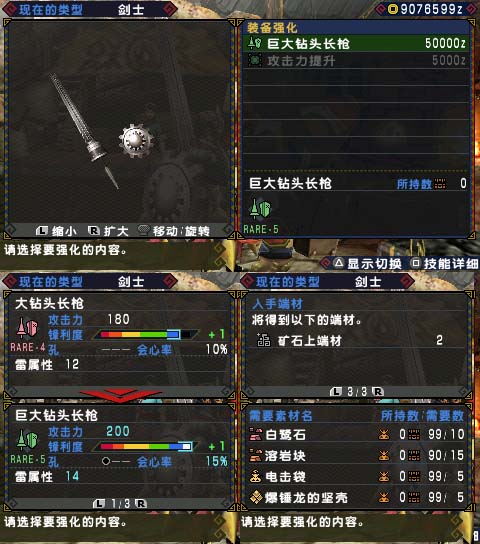 现在的类型 剑士
9076599z
装备强化
巨大钻头长枪 50000z
攻击力提升 5000z
巨大钻头长枪 所持数 0
RARE-5
L 缩小 R 扩大 移动/旋转
请选择要强化的内容。
△显示切换 □技能详细
现在的类型 剑士
大钻头长枪
攻击力 180
锋利度 +1
RARE-4 孔 ––– 会心率 10%
雷属性 12
巨大钻头长枪
攻击力 200
锋利度 +1
RARE-5 孔 ○–– 会心率 15%
雷属性 14
L 1/3 R
请选择要强化的内容。
现在的类型 剑士
入手端材
将得到以下的端材。
矿石上端材 2
L 3/3 R
需要素材名 所持数/需要数
白鹭石 0 99/10
溶岩块 0 90/15
电击袋 0 99/ 5
爆锤龙的坚壳 0 99/ 5
请选择要强化的内容。